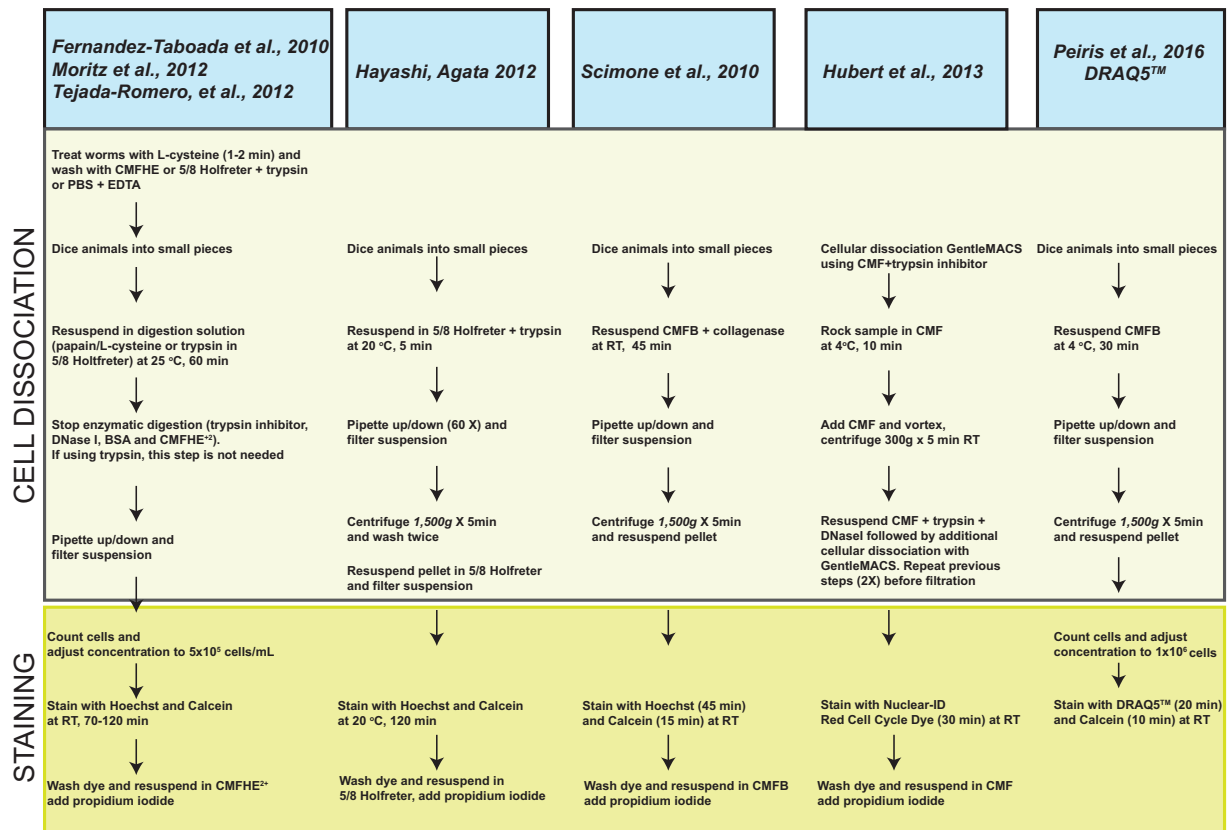 Fernandez-Taboada et al., 2010
Moritz et al., 2012
Tejada-Romero, et al., 2012
Hayashi, Agata 2012
Scimone et al., 2010
Hubert et al., 2013
Peiris et al., 2016
DRAQ5™
CELL DISSOCIATION
Treat worms with L-cysteine (1-2 min) and
wash with CMFHE or 5/8 Holfreter + trypsin
or PBS + EDTA
Dice animals into small pieces
Resuspend in digestion solution
(papain/L-cysteine or trypsin in
5/8 Holtfreter) at 25 °C, 60 min
Stop enzymatic digestion (trypsin inhibitor,
DNase I, BSA and CMFHE⁺²).
If using trypsin, this step is not needed
Pipette up/down and
filter suspension
Dice animals into small pieces
Resuspend in 5/8 Holfreter + trypsin
at 20 °C, 5 min
Pipette up/down (60 X) and
filter suspension
Centrifuge 1,500g X 5min
and wash twice
Resuspend pellet in 5/8 Holfreter
and filter suspension
Dice animals into small pieces
Resuspend CMFB + collagenase
at RT, 45 min
Pipette up/down and
filter suspension
Centrifuge 1,500g X 5min
and resuspend pellet
Cellular dissociation GentleMACS
using CMF+trypsin inhibitor
Rock sample in CMF
at 4°C, 10 min
Add CMF and vortex,
centrifuge 300g x 5 min RT
Resuspend CMF + trypsin +
DNaseI followed by additional
cellular dissociation with
GentleMACS. Repeat previous
steps (2X) before filtration
Dice animals into small pieces
Resuspend CMFB
at 4 °C, 30 min
Pipette up/down and
filter suspension
Centrifuge 1,500g X 5min
and resuspend pellet
STAINING
Count cells and
adjust concentration to 5x10⁵ cells/mL
Stain with Hoechst and Calcein
at RT, 70-120 min
Wash dye and resuspend in CMFHE²⁺
add propidium iodide
Stain with Hoechst and Calcein
at 20 °C, 120 min
Wash dye and resuspend in
5/8 Holfreter, add propidium iodide
Stain with Hoechst (45 min)
and Calcein (15 min) at RT
Wash dye and resuspend in CMFB
add propidium iodide
Stain with Nuclear-ID
Red Cell Cycle Dye (30 min) at RT
Wash dye and resuspend in CMF
add propidium iodide
Count cells and adjust
concentration to 1x10⁶ cells
Stain with DRAQ5™ (20 min)
and Calcein (10 min) at RT